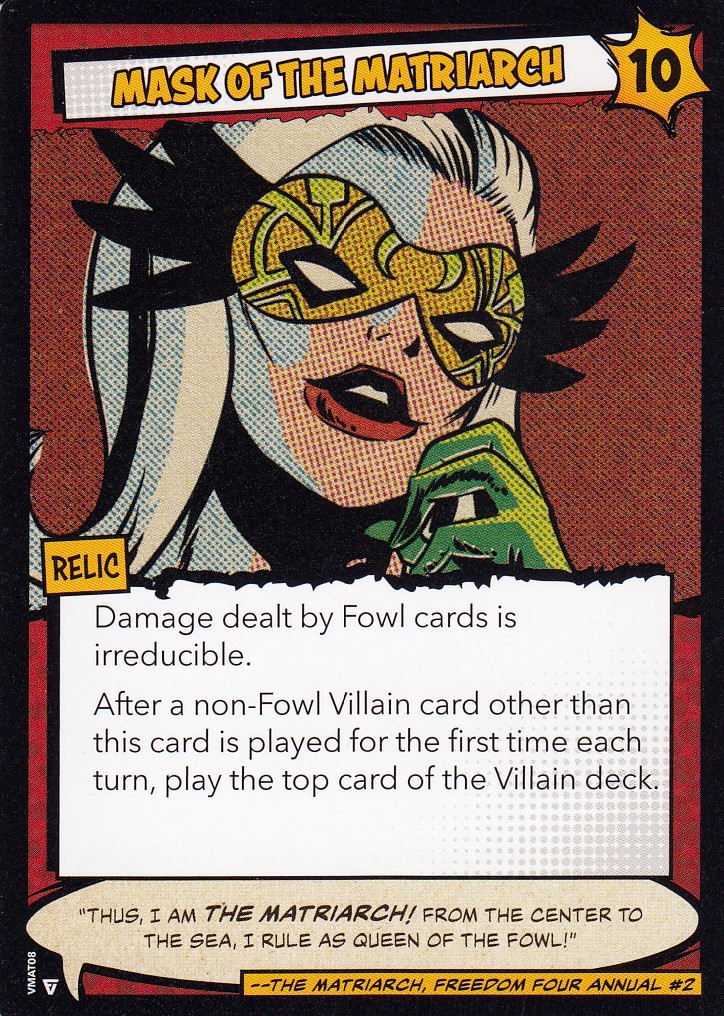 MASK OF THE MATRIARCH
10
RELIC
Damage dealt by Fowl cards is
irreducible.
After a non-Fowl Villain card other than
this card is played for the first time each
turn, play the top card of the Villain deck.
"THUS, I AM THE MATRIARCH! FROM THE CENTER TO
THE SEA, I RULE AS QUEEN OF THE FOWL!"
--THE MATRIARCH, FREEDOM FOUR ANNUAL #2
VMAT08